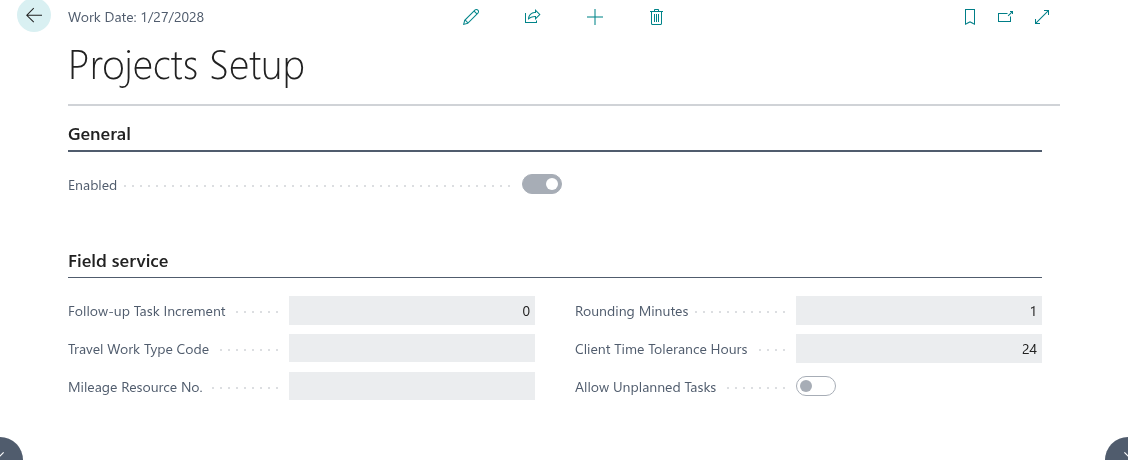 Work Date: 1/27/2028
Projects Setup
General
Enabled
Field service
Follow-up Task Increment 0
Rounding Minutes 1
Travel Work Type Code
Client Time Tolerance Hours 24
Mileage Resource No.
Allow Unplanned Tasks